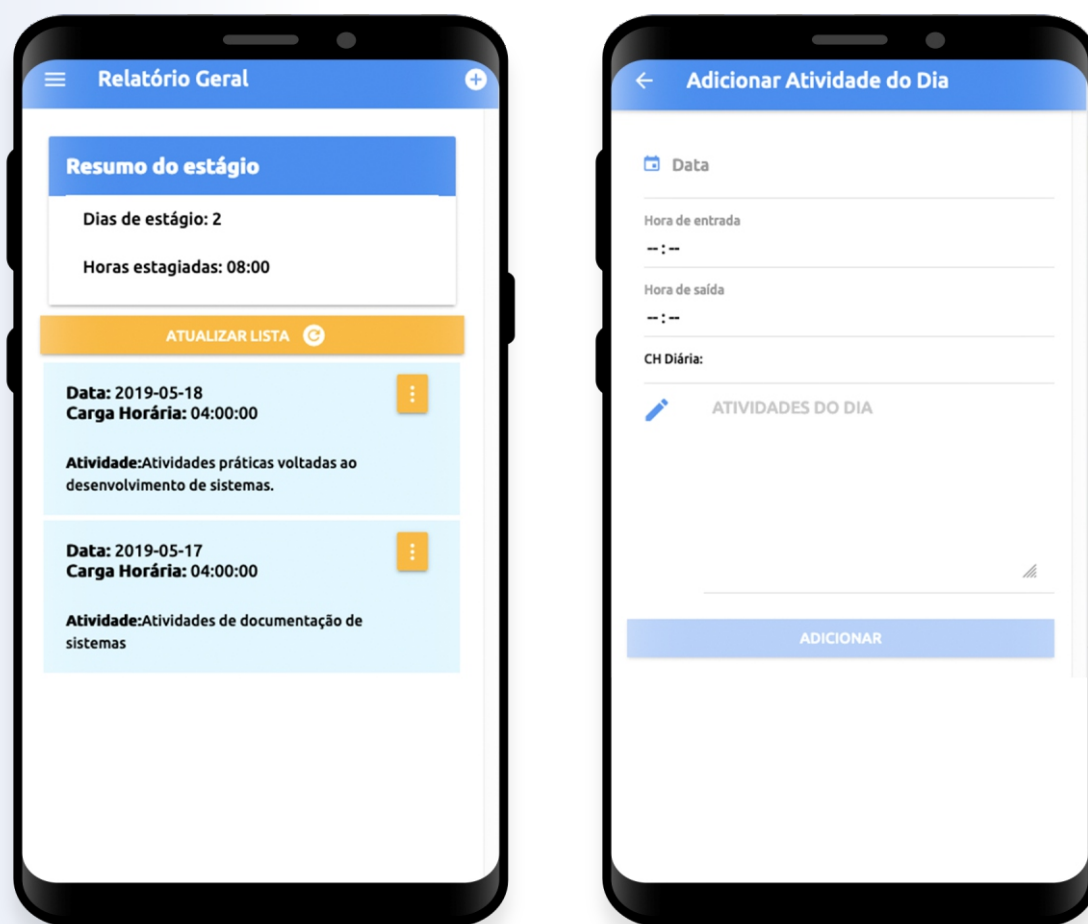 Relatório Geral
Resumo do estágio
Dias de estágio: 2
Horas estagiadas: 08:00
ATUALIZAR LISTA
Data: 2019-05-18
Carga Horária: 04:00:00
Atividade:Atividades práticas voltadas ao
desenvolvimento de sistemas.
Data: 2019-05-17
Carga Horária: 04:00:00
Atividade:Atividades de documentação de
sistemas
Adicionar Atividade do Dia
Data
Hora de entrada
--:--
Hora de saída
--:--
CH Diária:
ATIVIDADES DO DIA
ADICIONAR